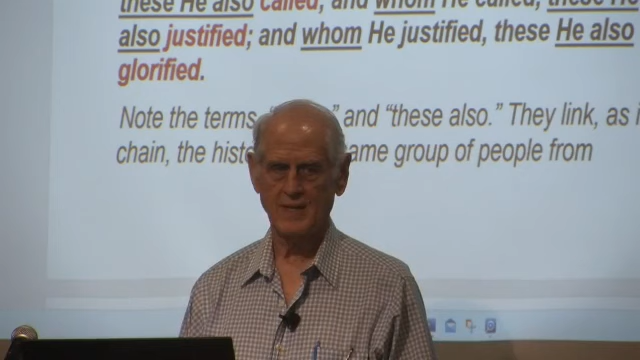 these He also called; and whom He called, these He
also justified; and whom He justified, these He also
glorified.
Note the terms, and "these also." They link, as i
chain, the ame group of people from